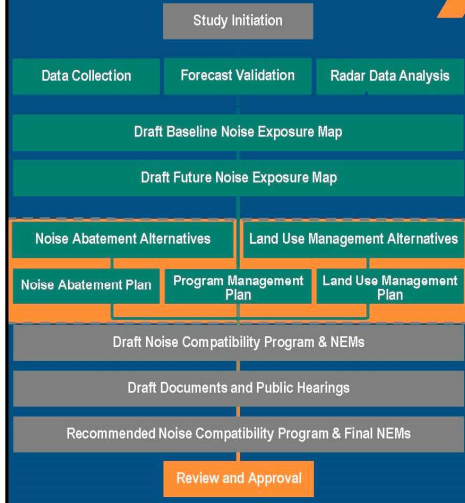 Study Initiation
Data Collection
Forecast Validation
Radar Data Analysis
Draft Baseline Noise Exposure Map
Draft Future Noise Exposure Map
Noise Abatement Alternatives
Land Use Management Alternatives
Noise Abatement Plan
Program Management
Plan
Land Use Management
Plan
Draft Noise Compatibility Program & NEMs
Draft Documents and Public Hearings
Recommended Noise Compatibility Program & Final NEMs
Review and Approval